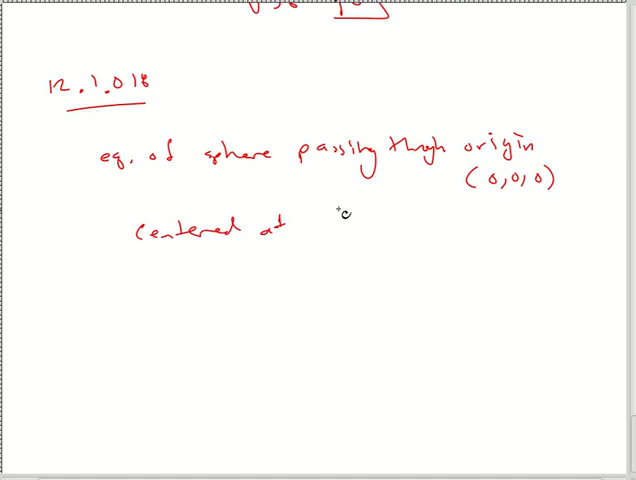 12.1.018
eq. of sphere passing through origin
(0,0,0)
centered at